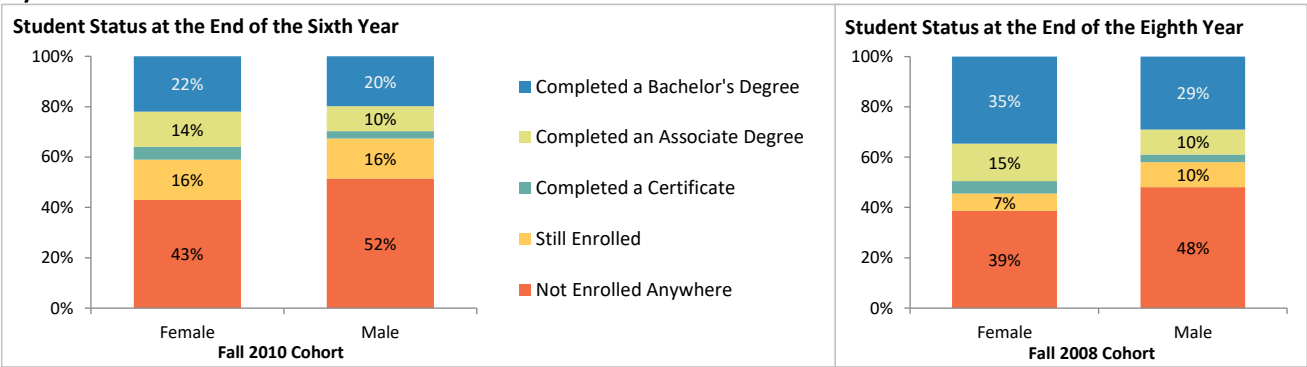 Student Status at the End of the Sixth Year
100%
80%
60%
40%
20%
0%
22%
14%
16%
43%
20%
10%
16%
52%
Female
Male
Fall 2010 Cohort
Completed a Bachelor's Degree
Completed an Associate Degree
Completed a Certificate
Still Enrolled
Not Enrolled Anywhere
Student Status at the End of the Eighth Year
100%
80%
60%
40%
20%
0%
35%
15%
7%
39%
29%
10%
10%
48%
Female
Male
Fall 2008 Cohort